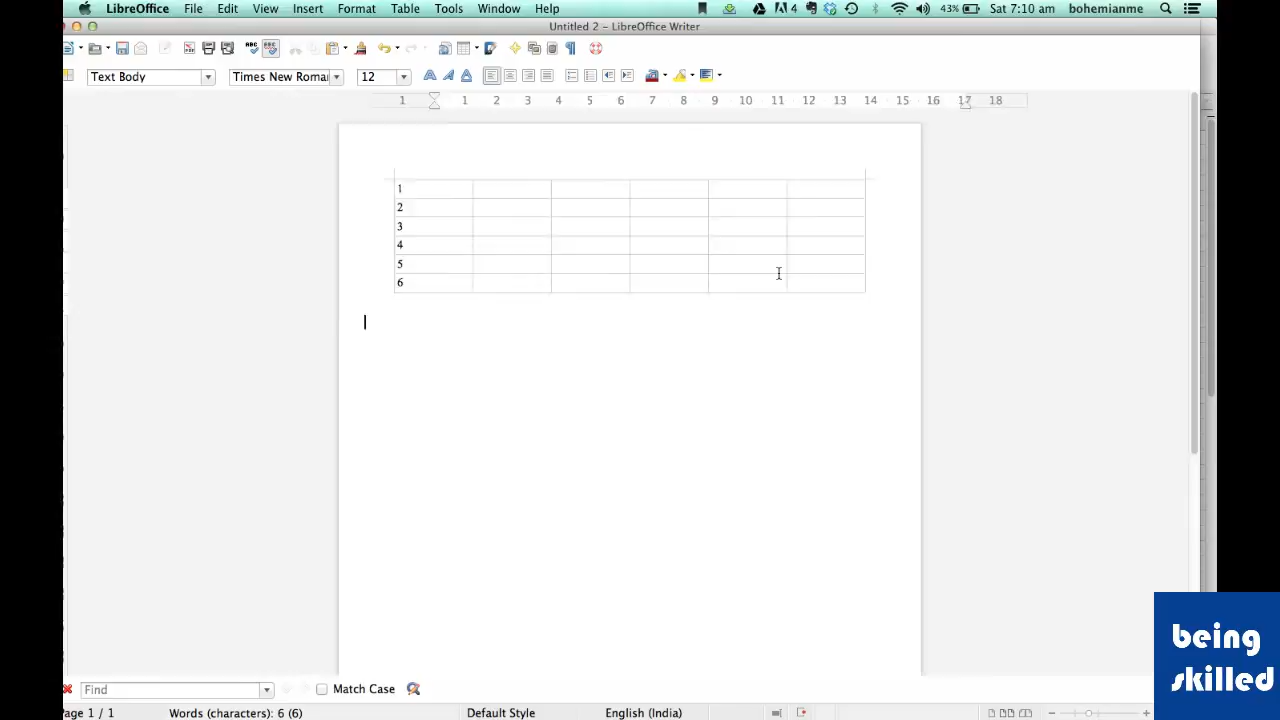 LibreOffice File Edit View Insert Format Table Tools Window Help 4 43% Sat 7:10 am bohemianme
Untitled 2 – LibreOffice Writer
Text Body Times New Roma 12
1 1 2 3 4 5 6 7 8 9 10 11 12 13 14 15 16 17 18
1
2
3
4
5
6
being
skilled
Find Match Case
Page 1 / 1 Words (characters): 6 (6) Default Style English (India)